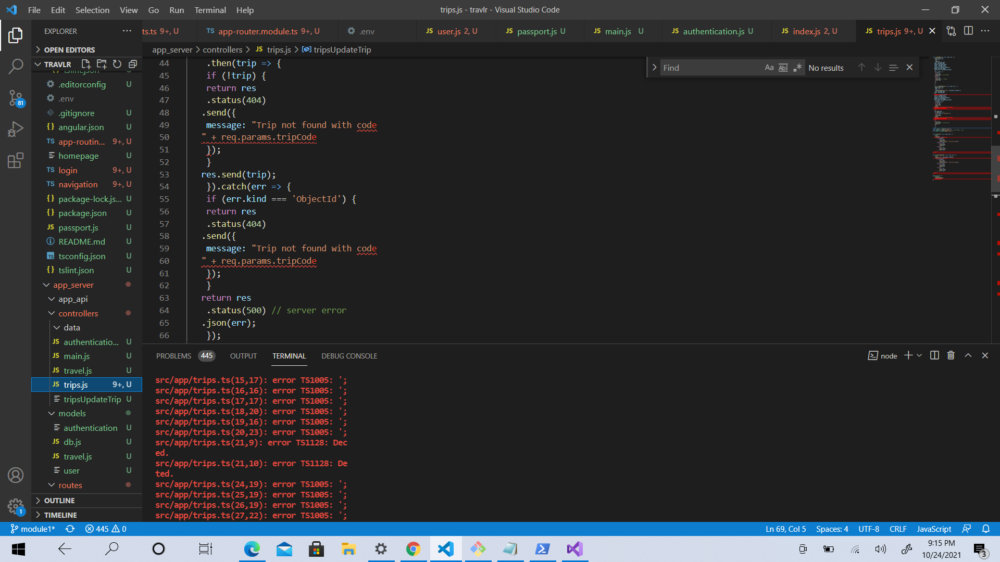 File Edit Selection View Go Run Terminal Help
trips.js - travlr - Visual Studio Code
EXPLORER
ts.ts 9+, U
TS app-router.module.ts 9+, U
.env
JS user.js 2, U
JS passport.js U
JS main.js U
JS authentication.js U
JS index.js 2, U
JS trips.js 9+, U
app_server > controllers > JS trips.js > tripsUpdateTrip
OPEN EDITORS
TRAVLR
tslint.json U
.editorconfig U
.env
.gitignore U
angular.json U
TS app-routin... 9+, U
homepage U
TS login 9+, U
TS navigation 9+, U
package-lock.js... U
package.json U
JS passport.js U
README.md U
TS tsconfig.json U
tslint.json U
app_server
app_api
controllers
data
JS authenticatio... U
JS main.js U
JS travel.js U
JS trips.js 9+, U
tripsUpdateTrip U
models
authentication U
JS db.js U
JS travel.js U
user U
routes
OUTLINE
TIMELINE
81
1
Find
Aa Abl .*
No results
44 .then(trip => {
45 if (!trip) {
46 return res
47 .status(404)
48 .send({
49 message: "Trip not found with code
50 " + req.params.tripCode
51 });
52 }
53 res.send(trip);
54 }).catch(err => {
55 if (err.kind === 'ObjectId') {
56 return res
57 .status(404)
58 .send({
59 message: "Trip not found with code
60 " + req.params.tripCode
61 });
62 }
63 return res
64 .status(500) // server error
65 .json(err);
66 });
PROBLEMS 445 OUTPUT TERMINAL DEBUG CONSOLE
node
src/app/trips.ts(15,17): error TS1005: ';
src/app/trips.ts(16,16): error TS1005: ';
src/app/trips.ts(17,17): error TS1005: ';
src/app/trips.ts(18,20): error TS1005: ';
src/app/trips.ts(19,16): error TS1005: ';
src/app/trips.ts(20,23): error TS1005: ';
src/app/trips.ts(21,9): error TS1128: Dec
ed.
src/app/trips.ts(21,10): error TS1128: De
ted.
src/app/trips.ts(24,19): error TS1005: ';
src/app/trips.ts(25,19): error TS1005: ';
src/app/trips.ts(26,19): error TS1005: ';
src/app/trips.ts(27,22): error TS1005: ';
module1* 445 0
Ln 69, Col 5 Spaces: 4 UTF-8 CRLF JavaScript
9:15 PM
10/24/2021
3